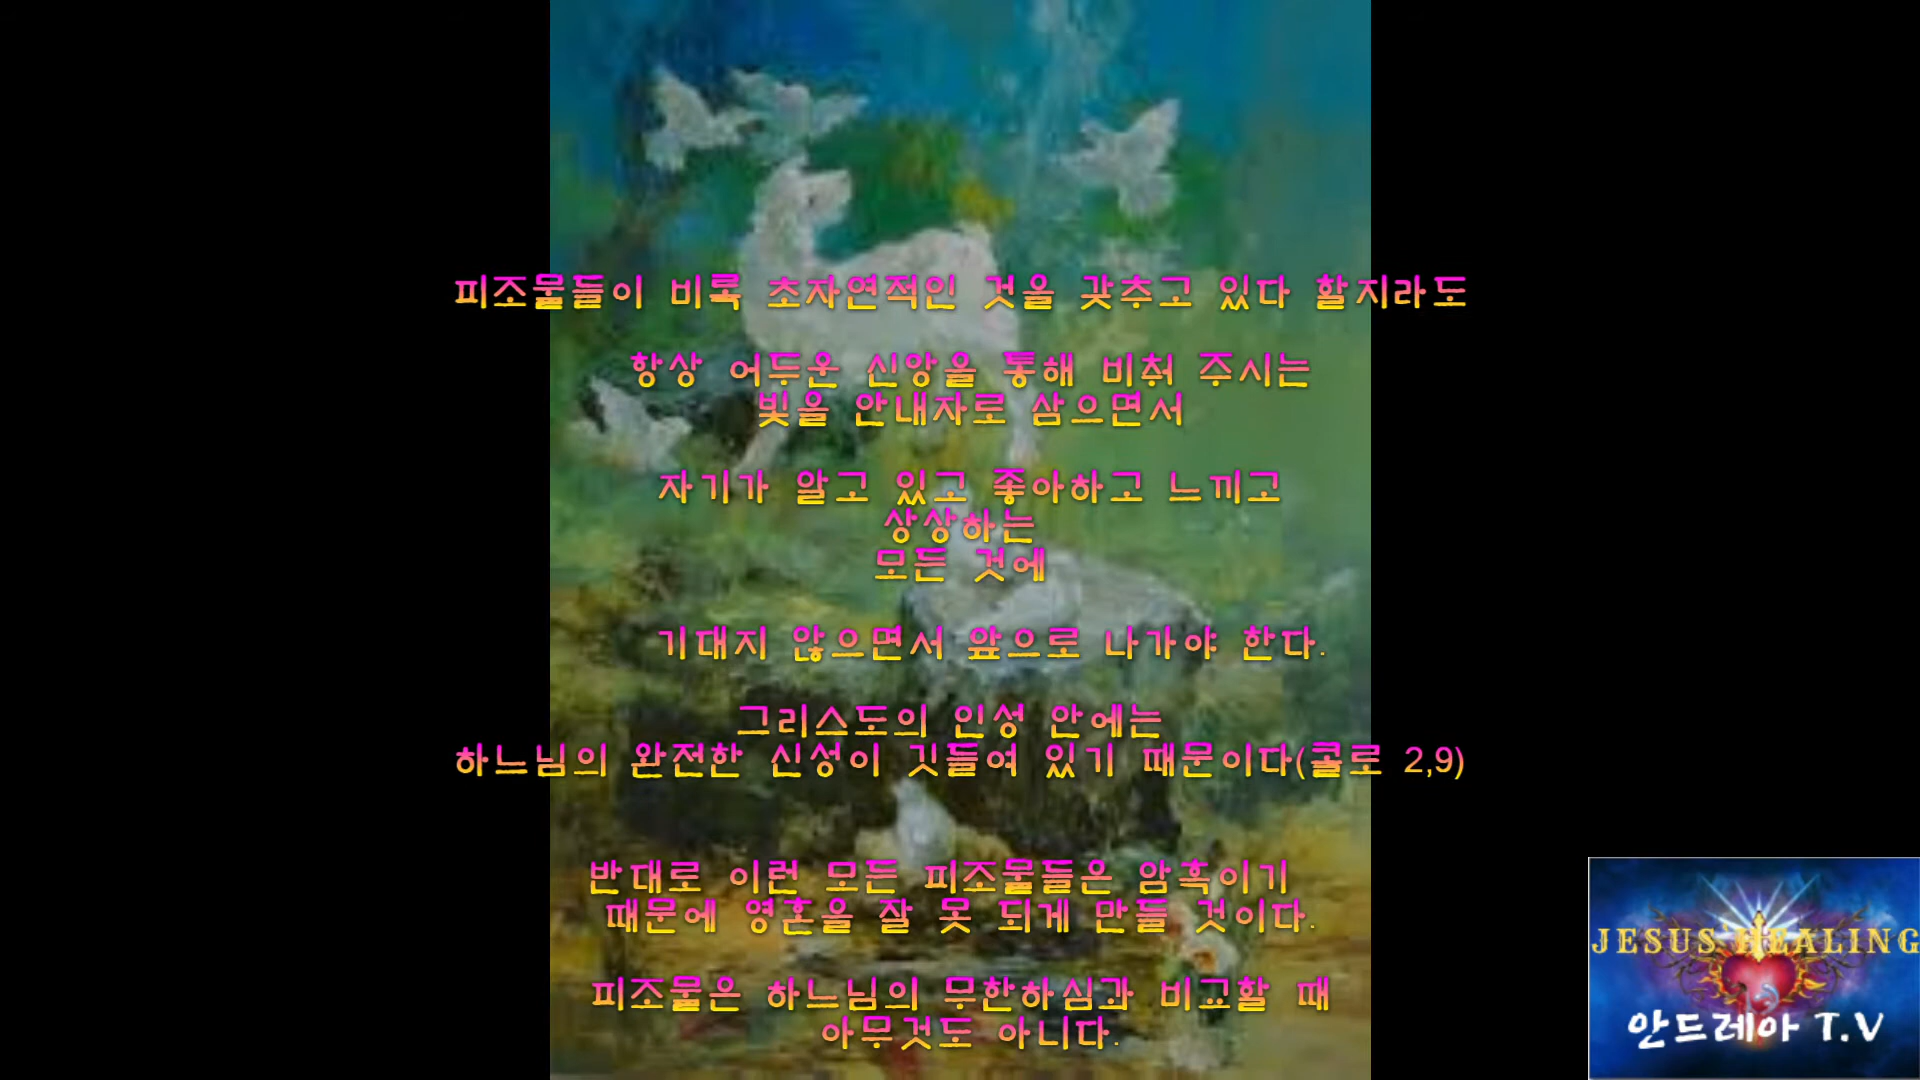 피조물들이 비록 초자연적인 것을 갖추고 있다 할지라도
항상 어두운 신앙을 통해 비춰 주시는
빛을 안내자로 삼으면서
자기가 알고 있고 좋아하고 느끼고
상상하는
모든 것에
기대지 않으면서 앞으로 나가야 한다.
그리스도의 인성 안에는
하느님의 완전한 신성이 깃들여 있기 때문이다(콜로 2,9)
반대로 이런 모든 피조물들은 암흑이기
때문에 영혼을 잘 못 되게 만들 것이다.
피조물은 하느님의 무한하심과 비교할 때
아무것도 아니다.
JESUS HEALING
안드레아 T.V